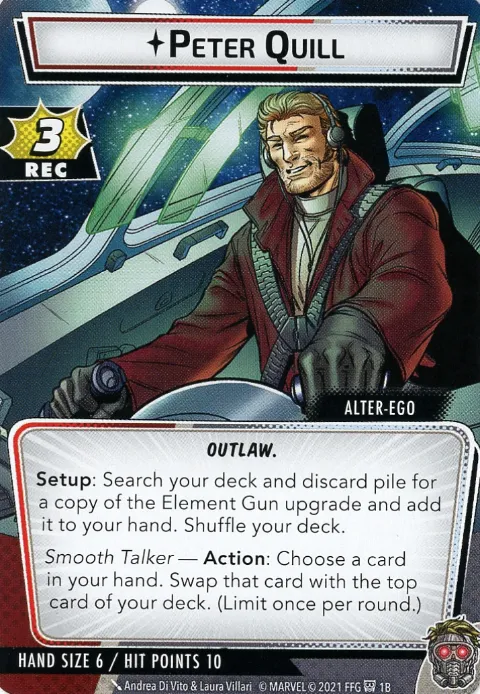 PETER QUILL
3
REC
ALTER-EGO
OUTLAW.
Setup: Search your deck and discard pile for
a copy of the Element Gun upgrade and add
it to your hand. Shuffle your deck.
Smooth Talker — Action: Choose a card
in your hand. Swap that card with the top
card of your deck. (Limit once per round.)
HAND SIZE 6 / HIT POINTS 10
Andrea Di Vito & Laura Villari © MARVEL © 2021 FFG 1B